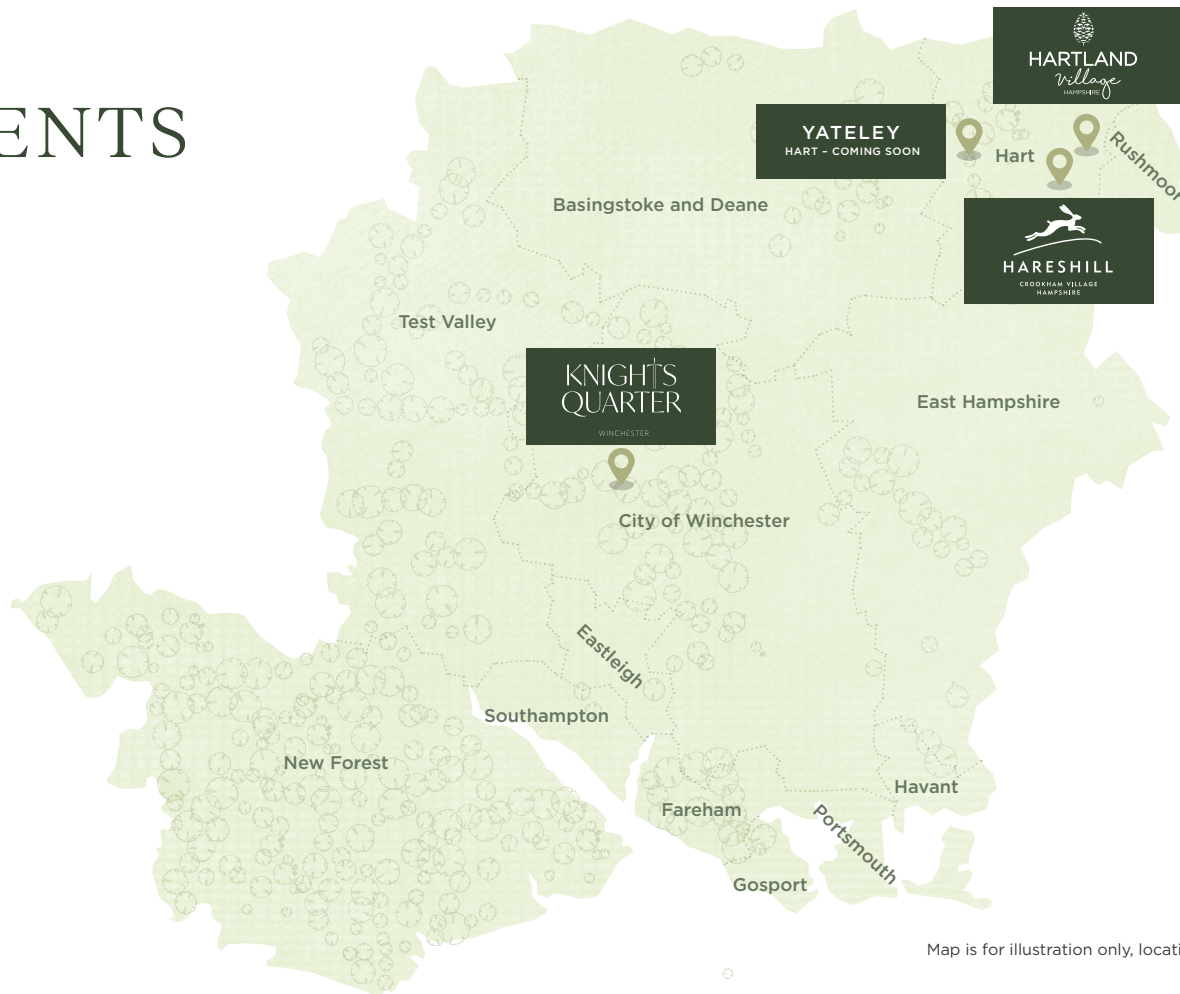 ENTS
HARTLAND
Village
HAMPSHIRE
YATELEY
HART – COMING SOON
Hart
Rushmoor
Basingstoke and Deane
HARESHILL
CROOKHAM VILLAGE
HAMPSHIRE
Test Valley
KNIGHTS
QUARTER
WINCHESTER
East Hampshire
City of Winchester
Eastleigh
Southampton
New Forest
Havant
Fareham
Portsmouth
Gosport
Map is for illustration only, locati